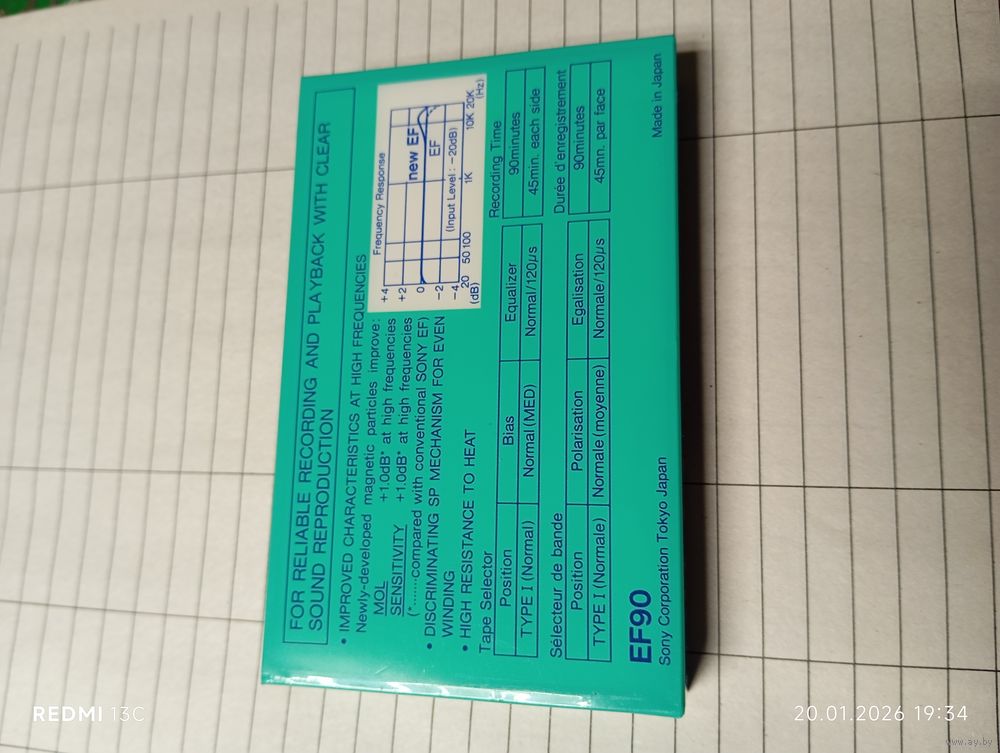 FOR RELIABLE RECORDING AND PLAYBACK WITH CLEAR
SOUND REPRODUCTION
• IMPROVED CHARACTERISTICS AT HIGH FREQUENCIES
Newly-developed magnetic particles improve:
MOL +1.0dB* at high frequencies
SENSITIVITY +1.0dB* at high frequencies
(*........compared with conventional SONY EF)
• DISCRIMINATING SP MECHANISM FOR EVEN
WINDING
• HIGH RESISTANCE TO HEAT
Frequency Response
+4
+2
0
−2
−4
(dB)
new EF
EF
(Input Level : −20dB)
20 50 100 1K 10K 20K
(Hz)
Tape Selector
Position Bias Equalizer
TYPE I (Normal) Normal (MED) Normal/120µs
Recording Time
90minutes
45min. each side
Sélecteur de bande
Position Polarisation Egalisation
TYPE I (Normale) Normale (moyenne) Normale/120µs
Durée d'enregistrement
90minutes
45mn. par face
EF90
Sony Corporation Tokyo Japan
Made in Japan
REDMI 13C
20.01.2026 19:34
www.ay.by